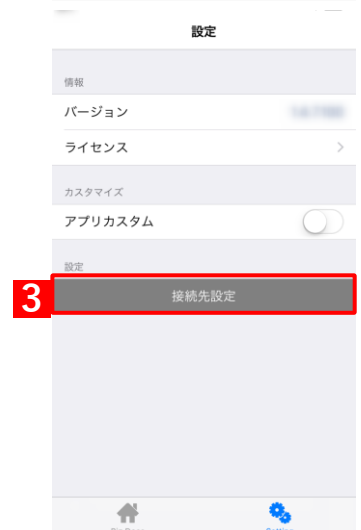 設定
情報
バージョン
ライセンス
カスタマイズ
アプリカスタム
設定
3
接続先設定